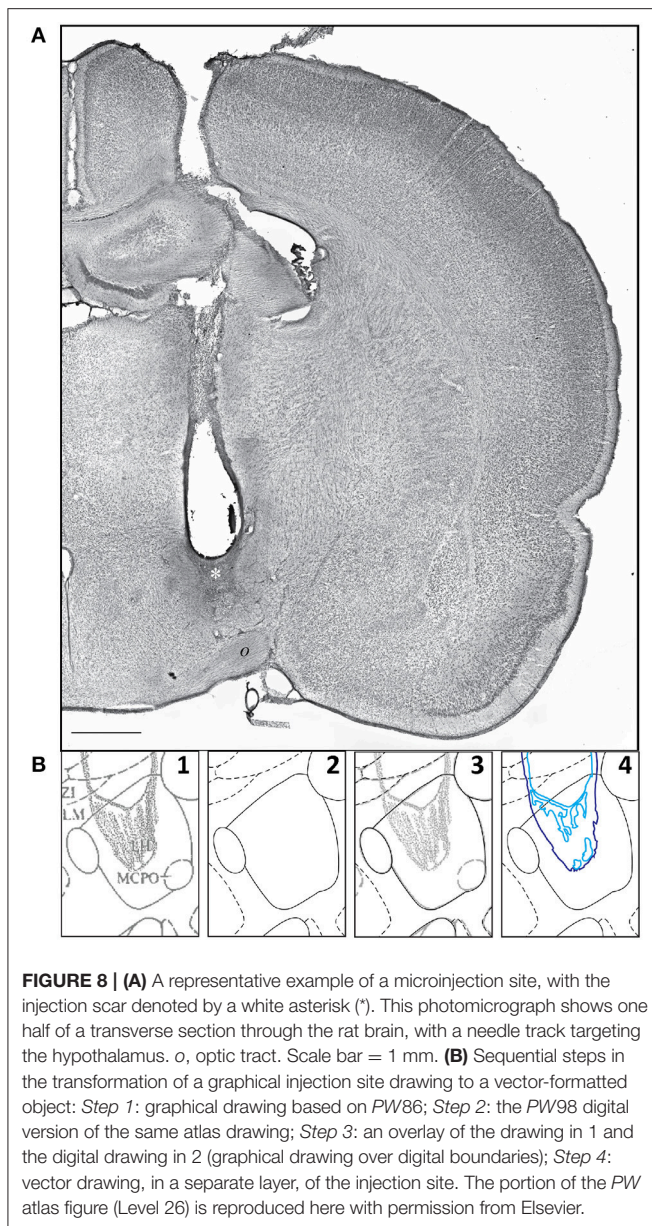 A
*
o
B
1
2
3
4
ZI
LM
LH
MCPO
FIGURE 8 | (A) A representative example of a microinjection site, with the
injection scar denoted by a white asterisk (*). This photomicrograph shows one
half of a transverse section through the rat brain, with a needle track targeting
the hypothalamus. o, optic tract. Scale bar = 1 mm. (B) Sequential steps in
the transformation of a graphical injection site drawing to a vector-formatted
object: Step 1: graphical drawing based on PW86; Step 2: the PW98 digital
version of the same atlas drawing; Step 3: an overlay of the drawing in 1 and
the digital drawing in 2 (graphical drawing over digital boundaries); Step 4:
vector drawing, in a separate layer, of the injection site. The portion of the PW
atlas figure (Level 26) is reproduced here with permission from Elsevier.